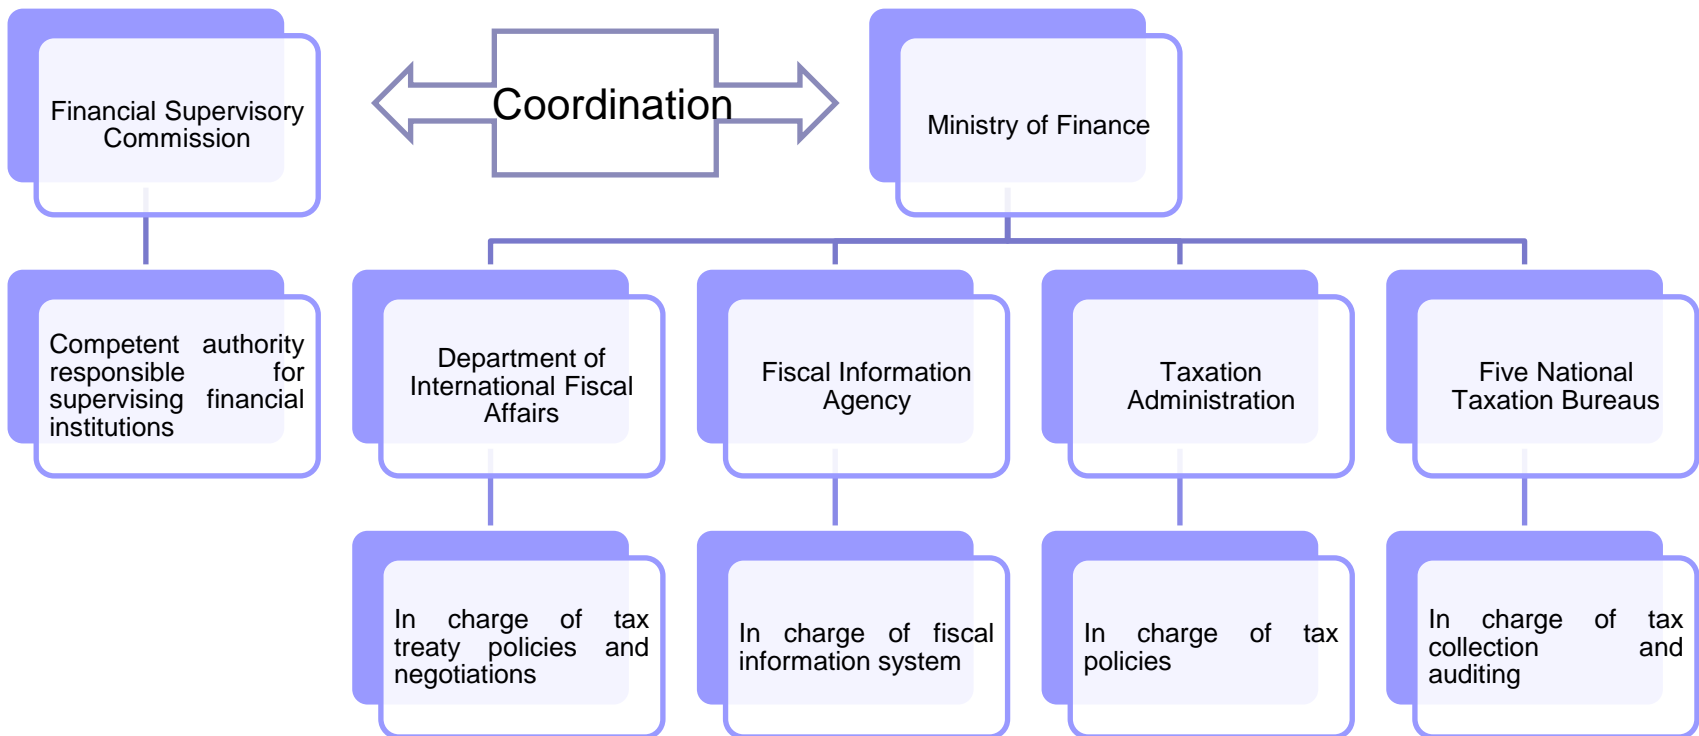 Financial Supervisory
Commission
Coordination
Ministry of Finance
Competent authority
responsible for
supervising financial
institutions
Department of
International Fiscal
Affairs
Fiscal Information
Agency
Taxation
Administration
Five National
Taxation Bureaus
In charge of tax
treaty policies and
negotiations
In charge of fiscal
information system
In charge of tax
policies
In charge of tax
collection and
auditing